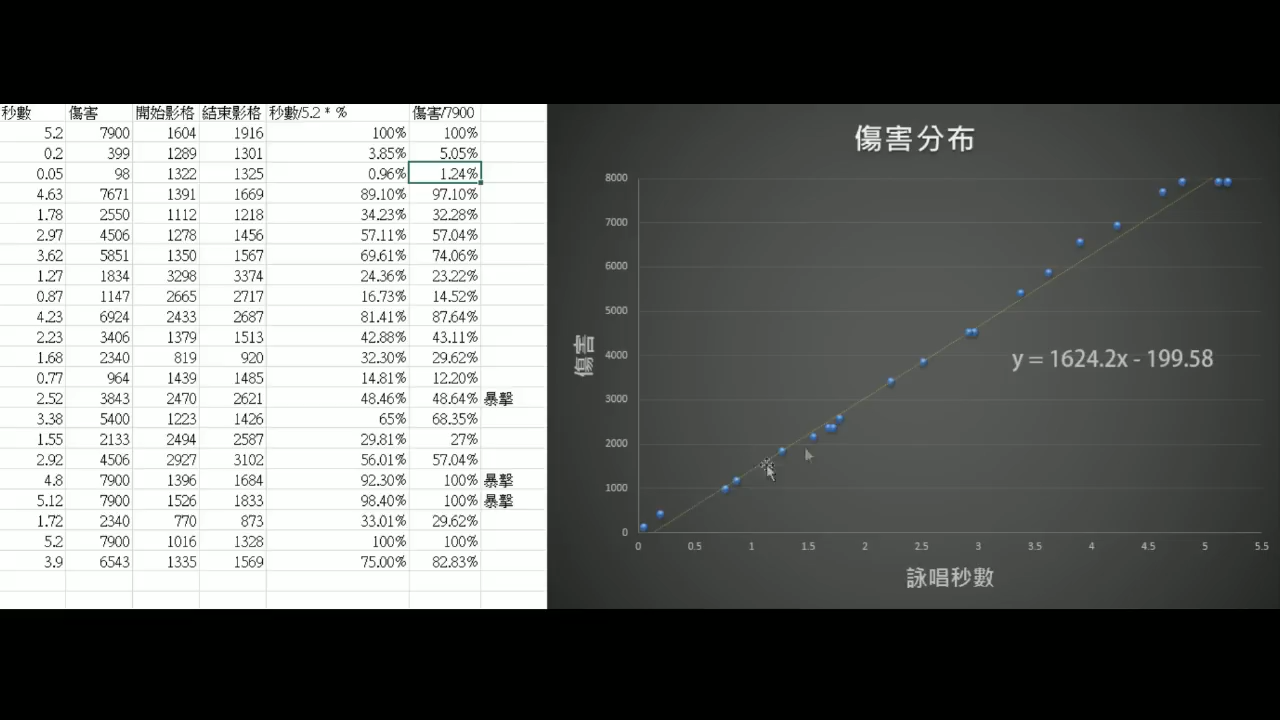 秒數 傷害 開始影格 結束影格 秒數/5.2 * % 傷害/7900
5.2 7900 1604 1916 100% 100%
0.2 399 1289 1301 3.85% 5.05%
0.05 98 1322 1325 0.96% 1.24%
4.63 7671 1391 1669 89.10% 97.10%
1.78 2550 1112 1218 34.23% 32.28%
2.97 4506 1278 1456 57.11% 57.04%
3.62 5851 1350 1567 69.61% 74.06%
1.27 1834 3298 3374 24.36% 23.22%
0.87 1147 2665 2717 16.73% 14.52%
4.23 6924 2433 2687 81.41% 87.64%
2.23 3406 1379 1513 42.88% 43.11%
1.68 2340 819 920 32.30% 29.62%
0.77 964 1439 1485 14.81% 12.20%
2.52 3843 2470 2621 48.46% 48.64% 暴擊
3.38 5400 1223 1426 65% 68.35%
1.55 2133 2494 2587 29.81% 27%
2.92 4506 2927 3102 56.01% 57.04%
4.8 7900 1396 1684 92.30% 100% 暴擊
5.12 7900 1526 1833 98.40% 100% 暴擊
1.72 2340 770 873 33.01% 29.62%
5.2 7900 1016 1328 100% 100%
3.9 6543 1335 1569 75.00% 82.83%
傷害分布
8000
7000
6000
5000
4000
3000
2000
1000
0
傷害
y = 1624.2x - 199.58
0 0.5 1 1.5 2 2.5 3 3.5 4 4.5 5 5.5
詠唱秒數